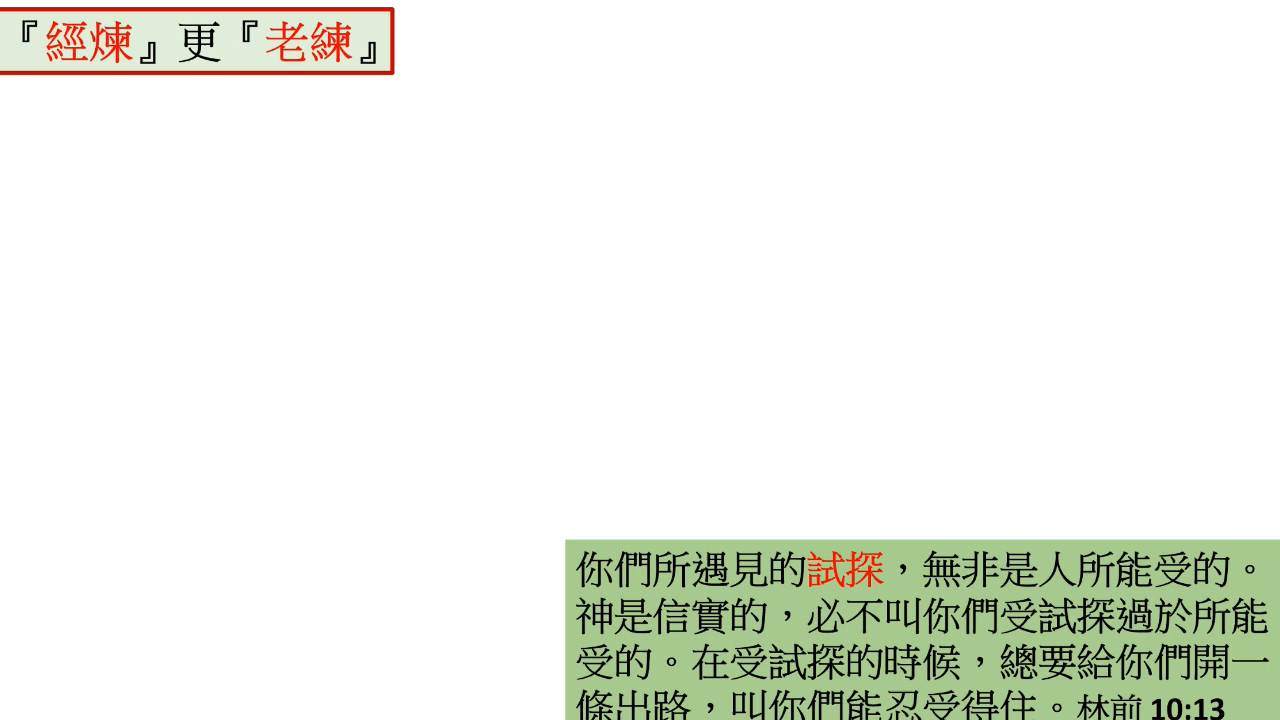 『經煉』更『老練』
你們所遇見的試探，無非是人所能受的。
神是信實的，必不叫你們受試探過於所能
受的。在受試探的時候，總要給你們開一
條出路，叫你們能忍受得住。林前 10:13